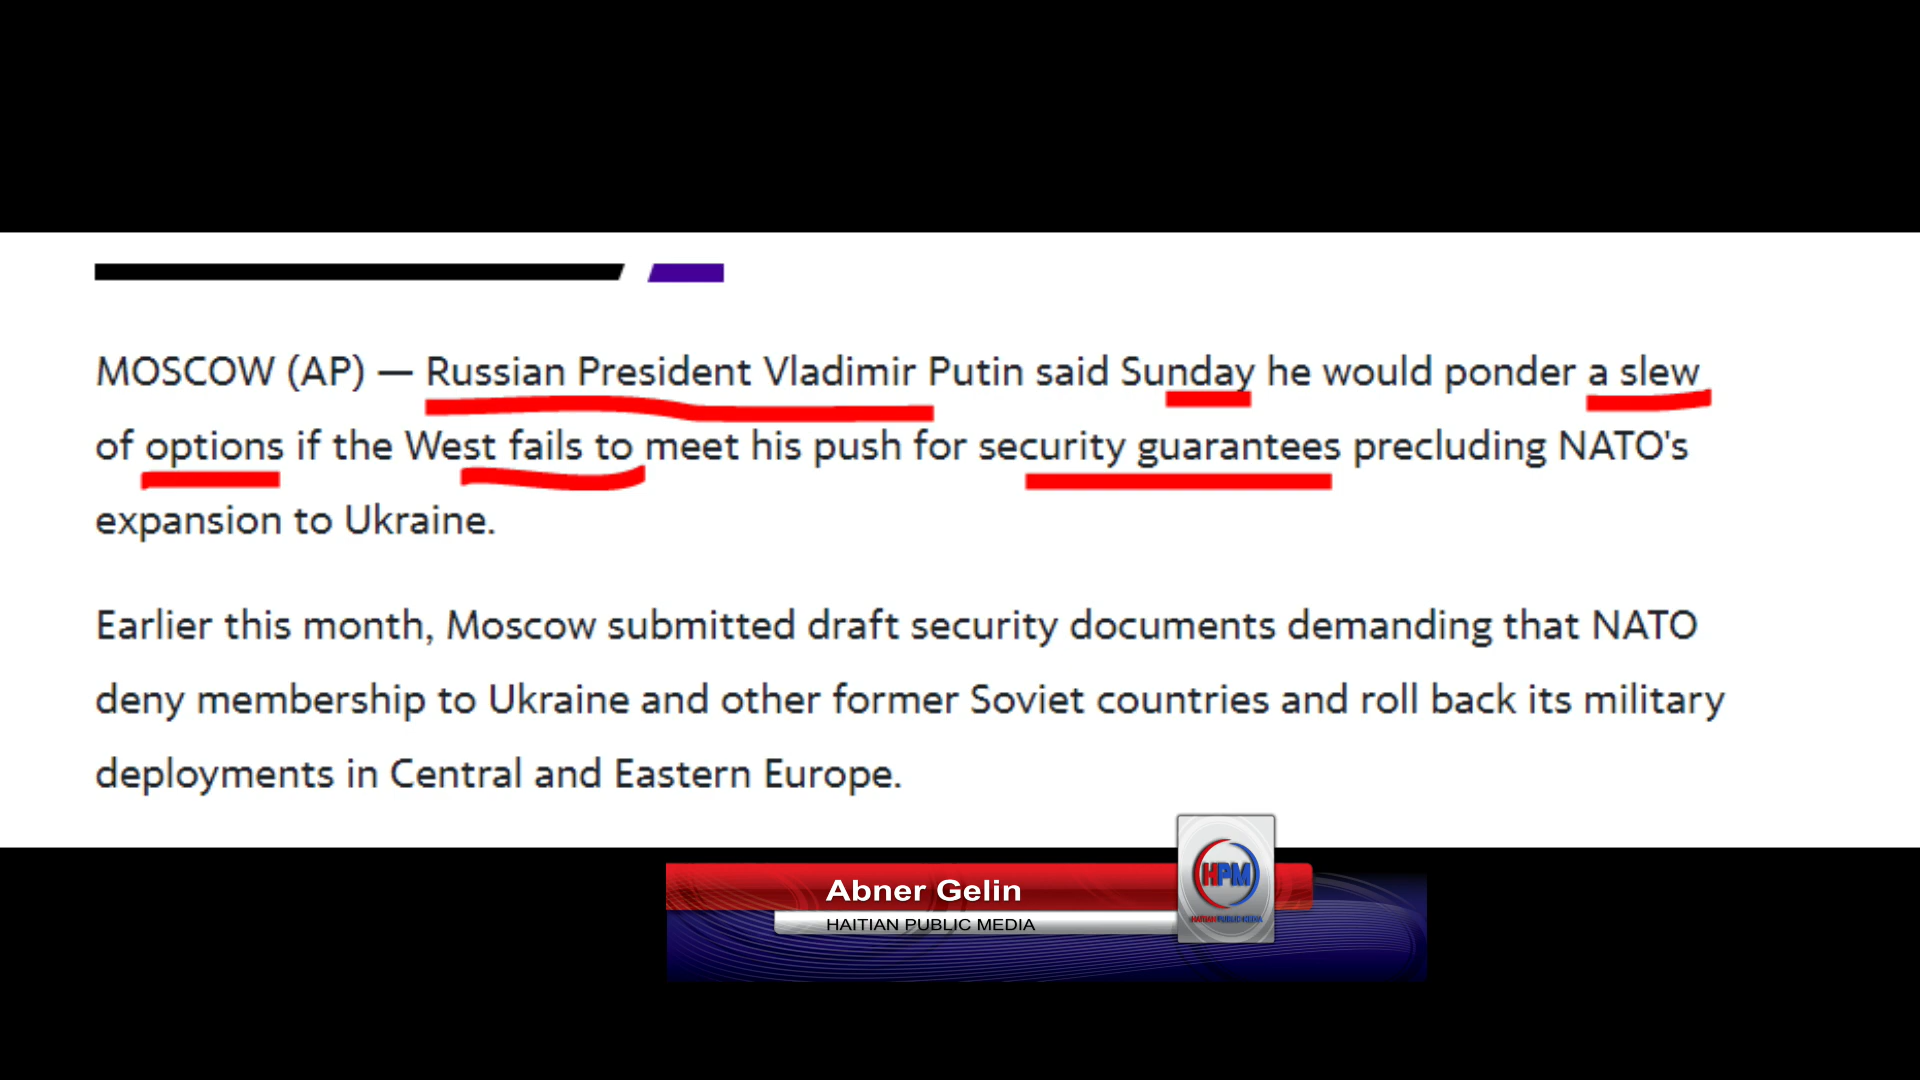 MOSCOW (AP) — Russian President Vladimir Putin said Sunday he would ponder a slew
of options if the West fails to meet his push for security guarantees precluding NATO's
expansion to Ukraine.
Earlier this month, Moscow submitted draft security documents demanding that NATO
deny membership to Ukraine and other former Soviet countries and roll back its military
deployments in Central and Eastern Europe.
Abner Gelin
HAITIAN PUBLIC MEDIA
HPM
HAITIAN PUBLIC MEDIA